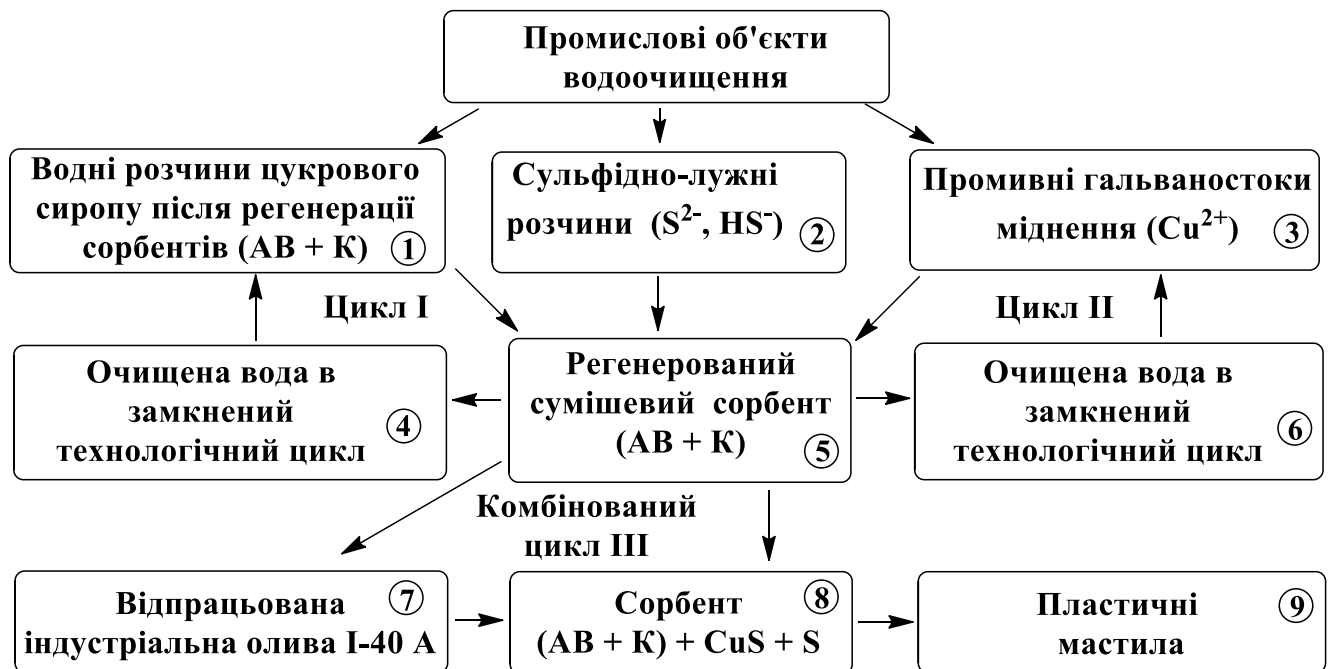 Промислові об'єкти
водоочищення
Водні розчини цукрового
сиропу після регенерації
сорбентів (АВ + К) 1
Сульфідно-лужні
розчини (S²⁻, HS⁻) 2
Промивні гальваностоки
міднення (Cu²⁺) 3
Цикл I
Цикл II
Очищена вода в
замкнений
технологічний цикл 4
Регенерований
сумішевий сорбент
(АВ + К) 5
Очищена вода в
замкнений
технологічний цикл 6
Комбінований
цикл III
Відпрацьована 7
індустріальна олива І-40 А
Сорбент 8
(АВ + К) + CuS + S
Пластичні 9
мастила